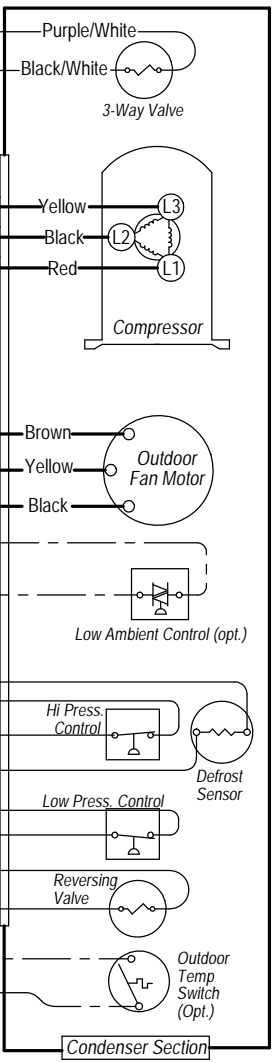 Purple/White
Black/White
3-Way Valve
Yellow
L3
Black
L2
Red
L1
Compressor
Brown
Outdoor
Fan Motor
Yellow
Black
Low Ambient Control (opt.)
Hi Press.
Control
Defrost
Sensor
Low Press. Control
Reversing
Valve
Outdoor
Temp
Switch
(Opt.)
Condenser Section